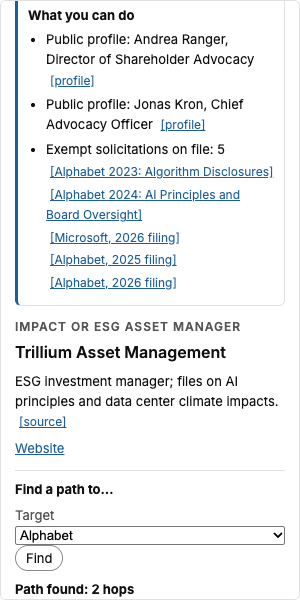 What you can do
Public profile: Andrea Ranger,
Director of Shareholder Advocacy
[profile]
Public profile: Jonas Kron, Chief
Advocacy Officer [profile]
Exempt solicitations on file: 5
[Alphabet 2023: Algorithm Disclosures]
[Alphabet 2024: AI Principles and
Board Oversight]
[Microsoft, 2026 filing]
[Alphabet, 2025 filing]
[Alphabet, 2026 filing]
IMPACT OR ESG ASSET MANAGER
Trillium Asset Management
ESG investment manager; files on AI
principles and data center climate impacts.
[source]
Website
Find a path to...
Target
Alphabet
Find
Path found: 2 hops